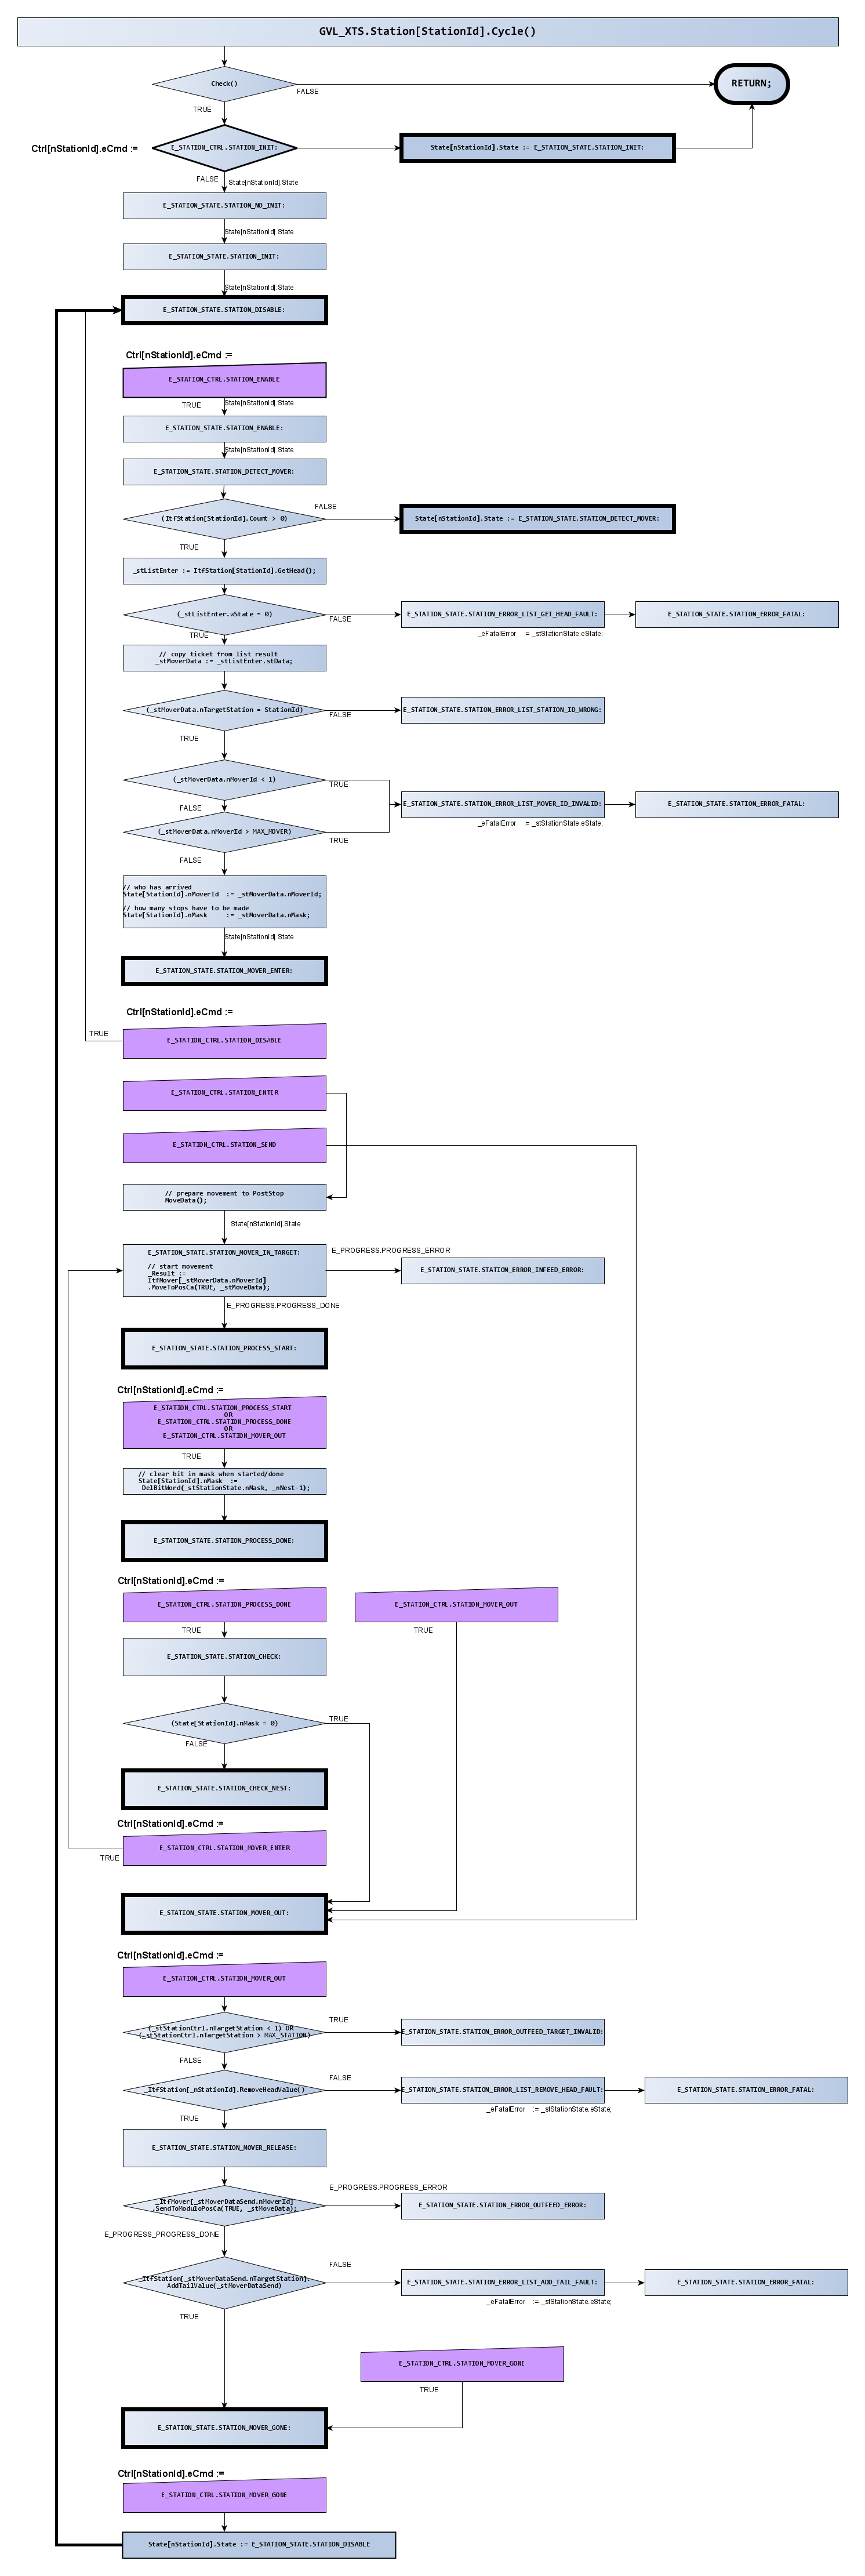 GVL_XTS.Station[StationId].Cycle()
Check()
FALSE
RETURN;
TRUE
Ctrl[nStationId].eCmd :=
E_STATION_CTRL.STATION_INIT:
State[nStationId].State := E_STATION_STATE.STATION_INIT:
FALSE
State[nStationId].State
E_STATION_STATE.STATION_NO_INIT:
State[nStationId].State
E_STATION_STATE.STATION_INIT:
State[nStationId].State
E_STATION_STATE.STATION_DISABLE:
Ctrl[nStationId].eCmd :=
E_STATION_CTRL.STATION_ENABLE
TRUE
State[nStationId].State
E_STATION_STATE.STATION_ENABLE:
State[nStationId].State
E_STATION_STATE.STATION_DETECT_MOVER:
(ItfStation[StationId].Count > 0)
FALSE
State[nStationId].State := E_STATION_STATE.STATION_DETECT_MOVER:
TRUE
_stListEnter := ItfStation[StationId].GetHead();
(_stListEnter.wState = 0)
FALSE
E_STATION_STATE.STATION_ERROR_LIST_GET_HEAD_FAULT:
E_STATION_STATE.STATION_ERROR_FATAL:
_eFatalError := _stStationState.eState;
TRUE
// copy ticket from list result
_stMoverData := _stListEnter.stData;
(_stMoverData.nTargetStation = StationId)
FALSE
E_STATION_STATE.STATION_ERROR_LIST_STATION_ID_WRONG:
TRUE
(_stMoverData.nMoverId < 1)
TRUE
E_STATION_STATE.STATION_ERROR_LIST_MOVER_ID_INVALID:
E_STATION_STATE.STATION_ERROR_FATAL:
_eFatalError := _stStationState.eState;
FALSE
(_stMoverData.nMoverId > MAX_MOVER)
TRUE
FALSE
// who has arrived
State[StationId].nMoverId := _stMoverData.nMoverId;
// how many stops have to be made
State[StationId].nMask := _stMoverData.nMask;
State[nStationId].State
E_STATION_STATE.STATION_MOVER_ENTER:
Ctrl[nStationId].eCmd :=
TRUE
E_STATION_CTRL.STATION_DISABLE
E_STATION_CTRL.STATION_ENTER
E_STATION_CTRL.STATION_SEND
// prepare movement to PostStop
MoveData();
State[nStationId].State
E_STATION_STATE.STATION_MOVER_IN_TARGET:
// start movement
_Result :=
ItfMover[_stMoverData.nMoverId]
.MoveToPosCa(TRUE, _stMoveData);
E_PROGRESS.PROGRESS_ERROR
E_STATION_STATE.STATION_ERROR_INFEED_ERROR:
E_PROGRESS.PROGRESS_DONE
E_STATION_STATE.STATION_PROCESS_START:
Ctrl[nStationId].eCmd :=
E_STATION_CTRL.STATION_PROCESS_START
OR
E_STATION_CTRL.STATION_PROCESS_DONE
OR
E_STATION_CTRL.STATION_MOVER_OUT
TRUE
// clear bit in mask when started/done
State[StationId].nMask :=
DelBitWord(_stStationState.nMask, _nNest-1);
E_STATION_STATE.STATION_PROCESS_DONE:
Ctrl[nStationId].eCmd :=
E_STATION_CTRL.STATION_PROCESS_DONE
E_STATION_CTRL.STATION_MOVER_OUT
TRUE
TRUE
E_STATION_STATE.STATION_CHECK:
(State[StationId].nMask = 0)
TRUE
FALSE
E_STATION_STATE.STATION_CHECK_NEST:
Ctrl[nStationId].eCmd :=
E_STATION_CTRL.STATION_MOVER_ENTER
TRUE
E_STATION_STATE.STATION_MOVER_OUT:
Ctrl[nStationId].eCmd :=
E_STATION_CTRL.STATION_MOVER_OUT
(_stStationCtrl.nTargetStation < 1) OR
(_stStationCtrl.nTargetStation > MAX_STATION)
TRUE
E_STATION_STATE.STATION_ERROR_OUTFEED_TARGET_INVALID:
FALSE
_ItfStation[_nStationId].RemoveHeadValue()
FALSE
E_STATION_STATE.STATION_ERROR_LIST_REMOVE_HEAD_FAULT:
E_STATION_STATE.STATION_ERROR_FATAL:
_eFatalError := _stStationState.eState;
TRUE
E_STATION_STATE.STATION_MOVER_RELEASE:
_ItfMover[_stMoverDataSend.nMoverId]
.SendToModuloPosCa(TRUE, _stMoveData);
E_PROGRESS.PROGRESS_ERROR
E_STATION_STATE.STATION_ERROR_OUTFEED_ERROR:
E_PROGRESS_PROGRESS_DONE
_ItfStation[_stMoverDataSend.nTargetStation].
AddTailValue(_stMoverDataSend)
FALSE
E_STATION_STATE.STATION_ERROR_LIST_ADD_TAIL_FAULT:
E_STATION_STATE.STATION_ERROR_FATAL:
_eFatalError := _stStationState.eState;
TRUE
E_STATION_CTRL.STATION_MOVER_GONE
TRUE
E_STATION_STATE.STATION_MOVER_GONE:
Ctrl[nStationId].eCmd :=
E_STATION_CTRL.STATION_MOVER_GONE
State[nStationId].State := E_STATION_STATE.STATION_DISABLE